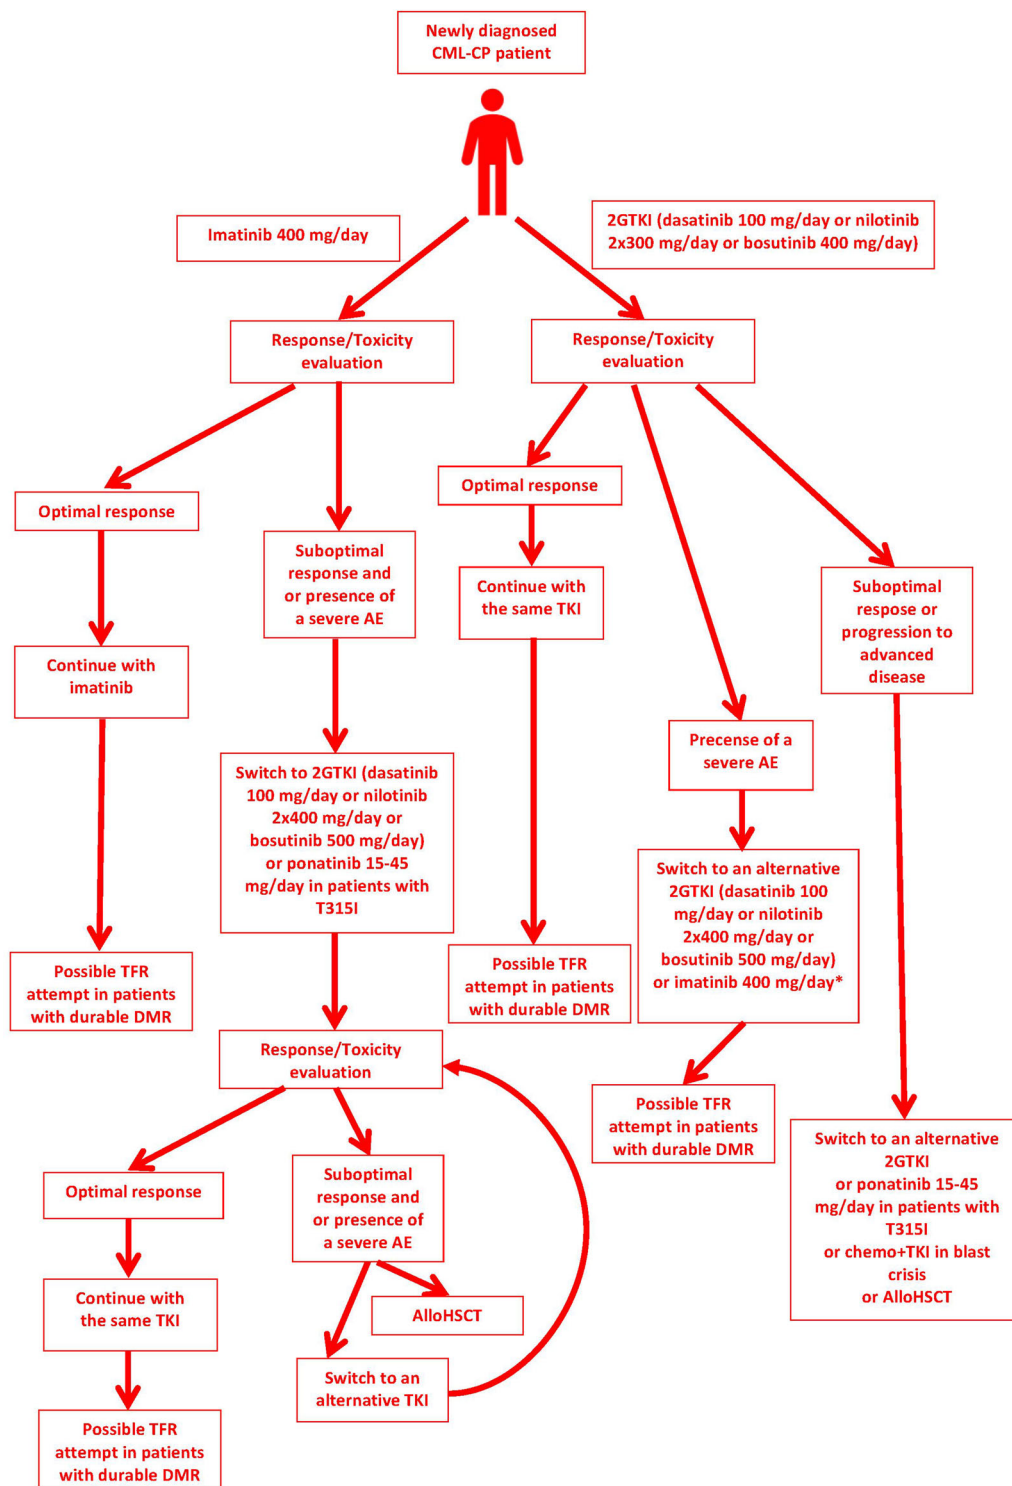 Newly diagnosed
CML-CP patient
Imatinib 400 mg/day
2GTKI (dasatinib 100 mg/day or nilotinib
2x300 mg/day or bosutinib 400 mg/day)
Response/Toxicity
evaluation
Response/Toxicity
evaluation
Optimal response
Suboptimal
response and
or presence of
a severe AE
Optimal response
Continue with
the same TKI
Suboptimal
respose or
progression to
advanced
disease
Continue with
imatinib
Precense of a
severe AE
Switch to 2GTKI (dasatinib
100 mg/day or nilotinib
2x400 mg/day or
bosutinib 500 mg/day)
or ponatinib 15-45
mg/day in patients with
T315I
Switch to an alternative
2GTKI (dasatinib 100
mg/day or nilotinib
2x400 mg/day or
bosutinib 500 mg/day)
or imatinib 400 mg/day*
Possible TFR
attempt in patients
with durable DMR
Possible TFR
attempt in patients
with durable DMR
Response/Toxicity
evaluation
Possible TFR
attempt in patients
with durable DMR
Switch to an alternative
2GTKI
or ponatinib 15-45
mg/day in patients with
T315I
or chemo+TKI in blast
crisis
or AlloHSCT
Optimal response
Suboptimal
response and
or presence of
a severe AE
Continue with
the same TKI
AlloHSCT
Switch to an
alternative TKI
Possible TFR
attempt in patients
with durable DMR